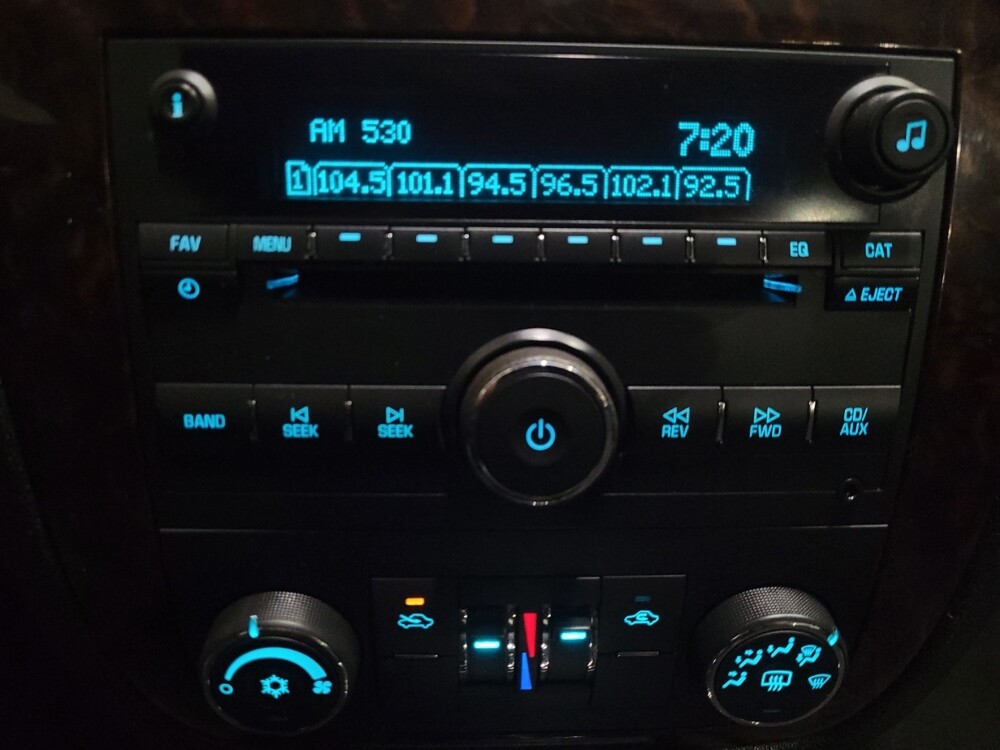 i
AM 530 7:20
1 104.5 101.1 94.5 96.5 102.1 92.5
FAV MENU EQ CAT
EJECT
BAND SEEK SEEK REV FWD CD/
AUX